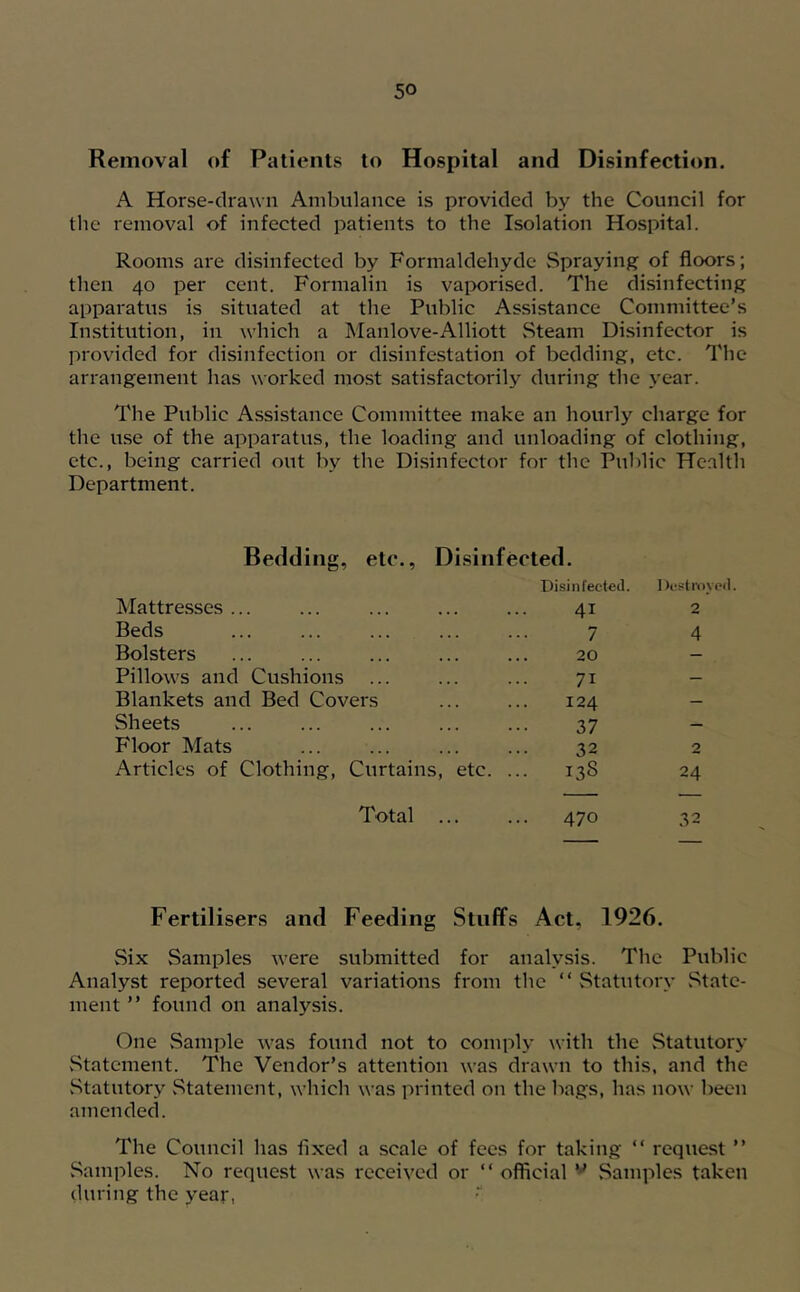 50
Removal of Patients to Hospital and Disinfection.
A Horse-drawn Ambulance is provided by the Council for
the removal of infected patients to the Isolation Hospital.
Rooms are disinfected by Formaldehyde Spraying of floors;
then 40 per cent. Formalin is vaporised. The disinfecting
apparatus is situated at the Public Assistance Committee's
Institution, in which a Manlove-Alliott Steam Disinfector is
provided for disinfection or disinfestation of bedding, etc. The
arrangement has worked most satisfactorily during the year.
The Public Assistance Committee make an hourly charge for
the use of the apparatus, the loading and unloading of clothing,
etc., being carried out by the Disinfector for the Public Health
Department.
Bedding, etc., Disinfected.
Disinfected. Destroyed.
Mattresses ... ... ... ... ... 41 2
Beds ... ... ... ... ... 7 4
Bolsters ... ... ... ... ... 20 —
Pillows and Cushions ... ... ... 71 —
Blankets and Bed Covers ... ... 124 —
Sheets ... ... ... ... ... 37 —
Floor Mats ... ... ... ... 32 2
Articles of Clothing, Curtains, etc. ... 138 24
Total ... ... 470 32
Fertilisers and Feeding Stuffs Act, 1926.
Six Samples were submitted for analysis. The Public
Analyst reported several variations from the “ Statutory State-
ment ” found on analysis.
One Sample was found not to comply with the Statutory
Statement. The Vendor's attention was drawn to this, and the
Statutory Statement, which was printed on the bags, has now been
amended.
The Council has fixed a scale of fees for taking “ request ”
Samples. No request was received or “ official ” Samples taken
during the year,